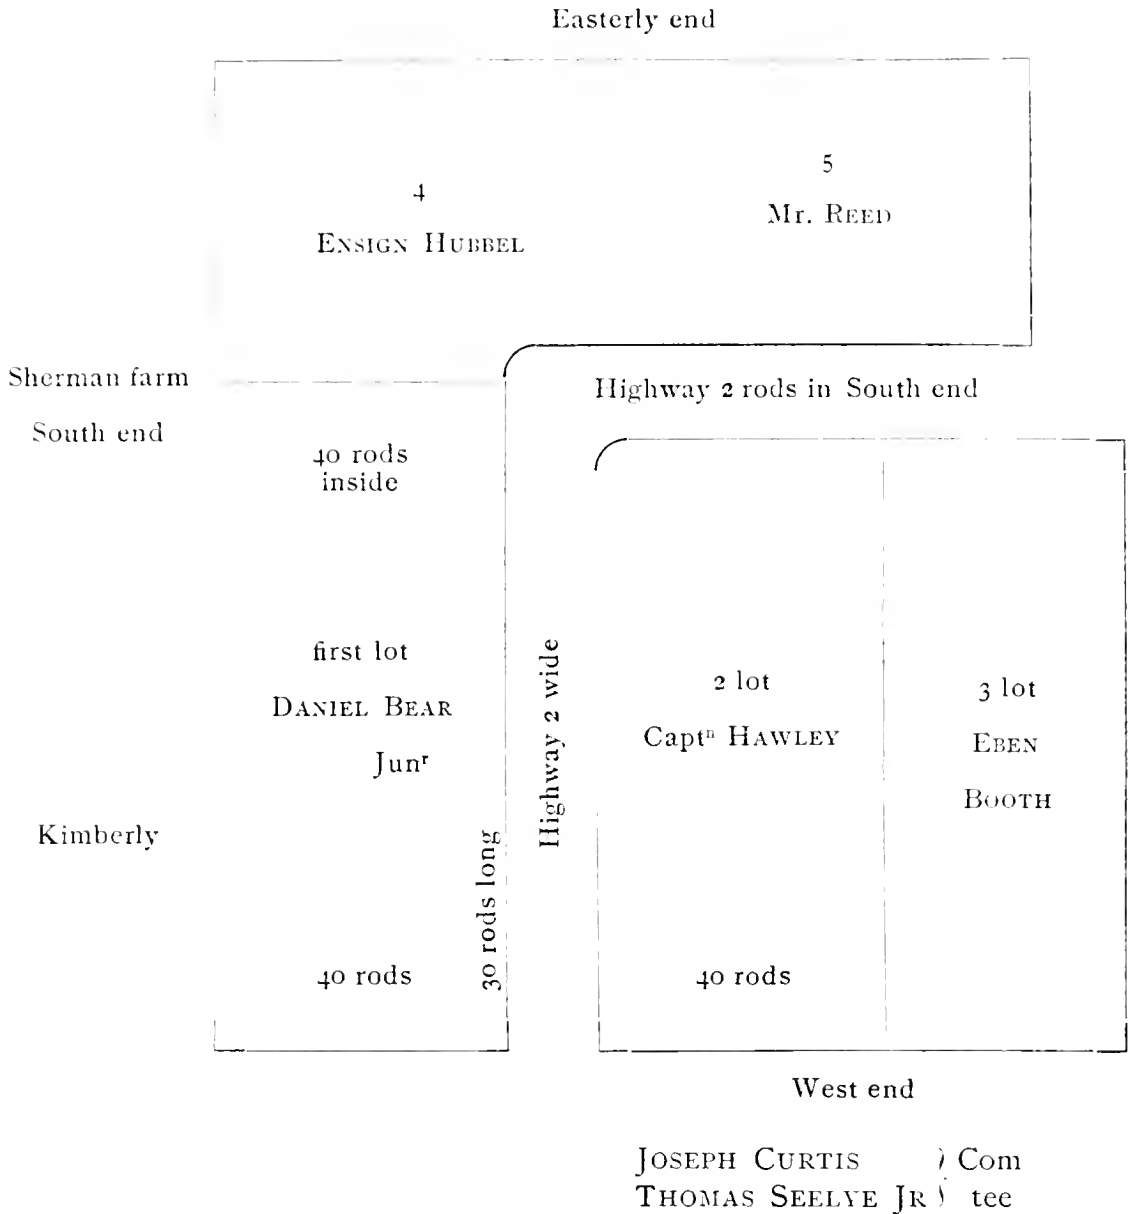 Easterly end
4
ENSIGN HUBBEL
5
Mr. REED
Sherman farm
South end
Highway 2 rods in South end
40 rods
inside
first lot
DANIEL BEAR
Junʳ
Kimberly
40 rods
30 rods long
Highway 2 wide
2 lot
Captⁿ HAWLEY
40 rods
3 lot
EBEN
BOOTH
West end
JOSEPH CURTIS } Com
THOMAS SEELYE JR } tee